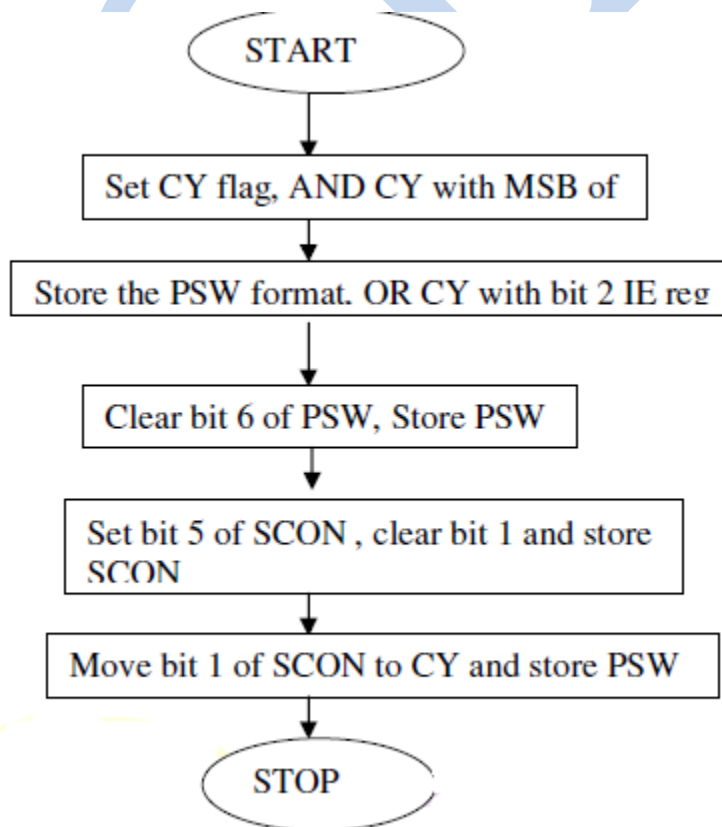 START
Set CY flag, AND CY with MSB of
Store the PSW format. OR CY with bit 2 IE reg
Clear bit 6 of PSW, Store PSW
Set bit 5 of SCON , clear bit 1 and store
SCON
Move bit 1 of SCON to CY and store PSW
STOP